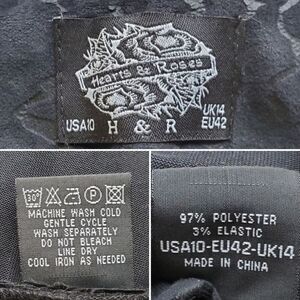 Hearts & Roses
USA10 H & R UK14 EU42
30°
P
MACHINE WASH COLD
GENTLE CYCLE
WASH SEPARATELY
DO NOT BLEACH
LINE DRY
COOL IRON AS NEEDED
97% POLYESTER
3% ELASTIC
USA10-EU42-UK14
MADE IN CHINA